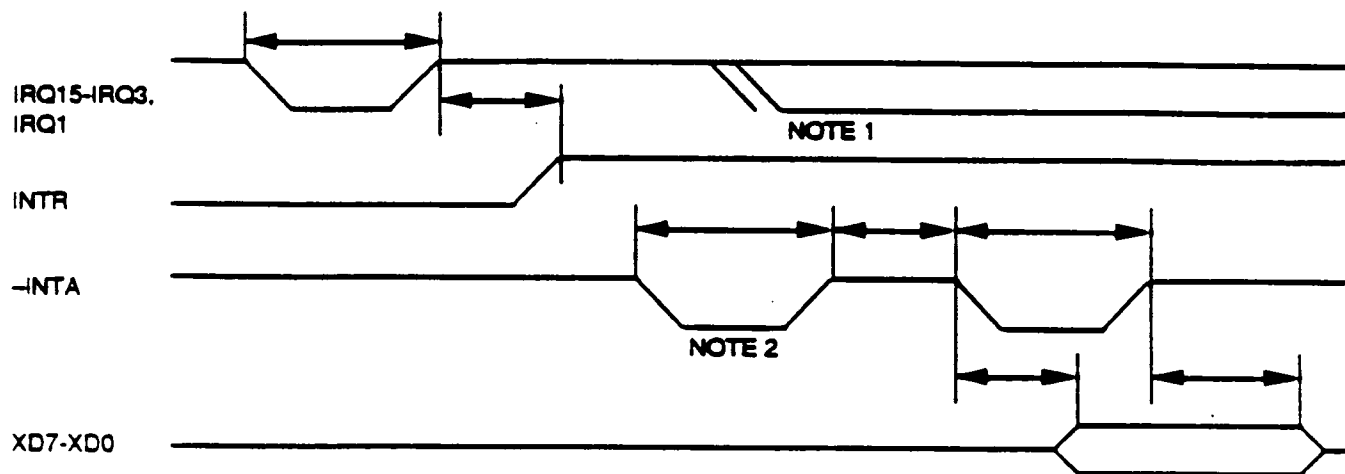 IRQ15-IRQ3,
IRQ1
NOTE 1
INTR
–INTA
NOTE 2
XD7-XD0